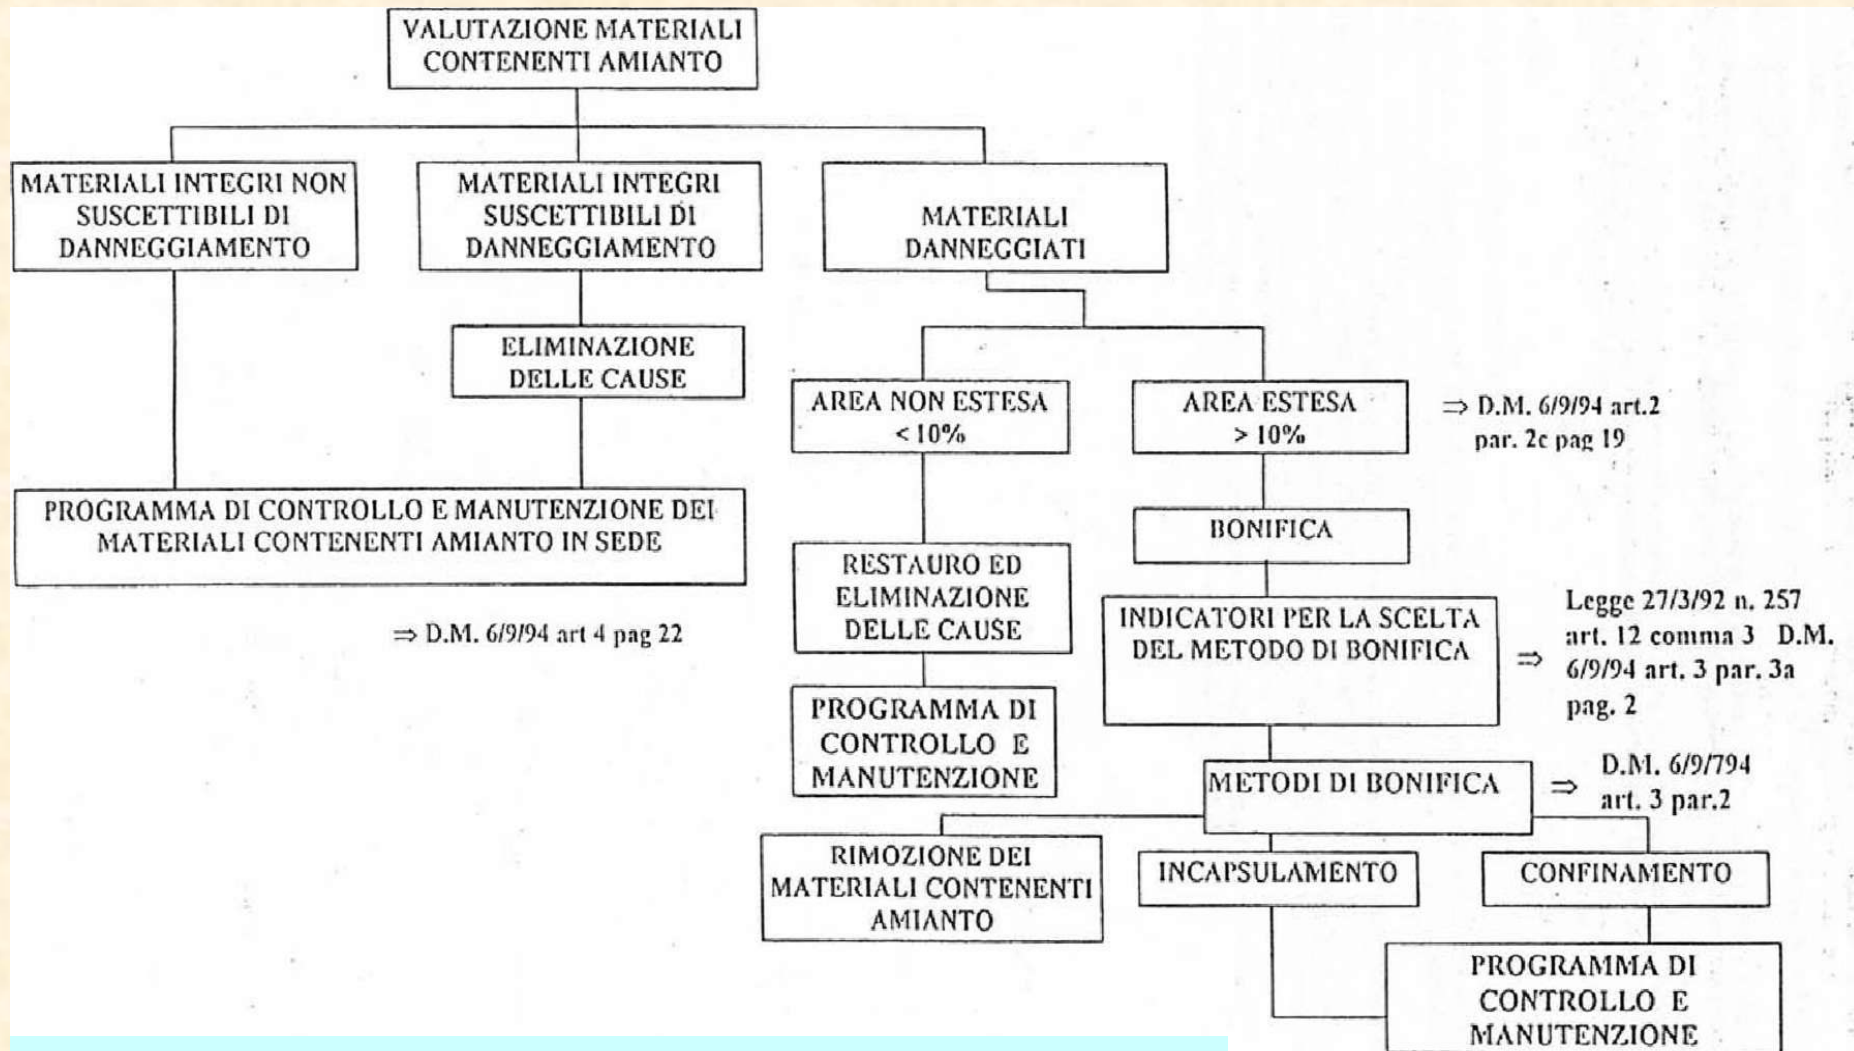 VALUTAZIONE MATERIALI
CONTENENTI AMIANTO
MATERIALI INTEGRI NON
SUSCETTIBILI DI
DANNEGGIAMENTO
MATERIALI INTEGRI
SUSCETTIBILI DI
DANNEGGIAMENTO
MATERIALI
DANNEGGIATI
ELIMINAZIONE
DELLE CAUSE
AREA NON ESTESA
< 10%
AREA ESTESA
> 10%
⇒ D.M. 6/9/94 art.2
par. 2c pag 19
PROGRAMMA DI CONTROLLO E MANUTENZIONE DEI
MATERIALI CONTENENTI AMIANTO IN SEDE
⇒ D.M. 6/9/94 art 4 pag 22
BONIFICA
RESTAURO ED
ELIMINAZIONE
DELLE CAUSE
INDICATORI PER LA SCELTA
DEL METODO DI BONIFICA
⇒
Legge 27/3/92 n. 257
art. 12 comma 3 D.M.
6/9/94 art. 3 par. 3a
pag. 2
PROGRAMMA DI
CONTROLLO E
MANUTENZIONE
METODI DI BONIFICA
⇒
D.M. 6/9/794
art. 3 par.2
RIMOZIONE DEI
MATERIALI CONTENENTI
AMIANTO
INCAPSULAMENTO
CONFINAMENTO
PROGRAMMA DI
CONTROLLO E
MANUTENZIONE